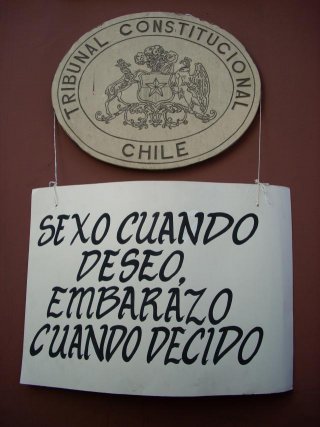 TRIBUNAL CONSTITUCIONAL
CHILE
SEXO CUANDO
DESEO,
EMBARAZO
CUANDO DECIDO